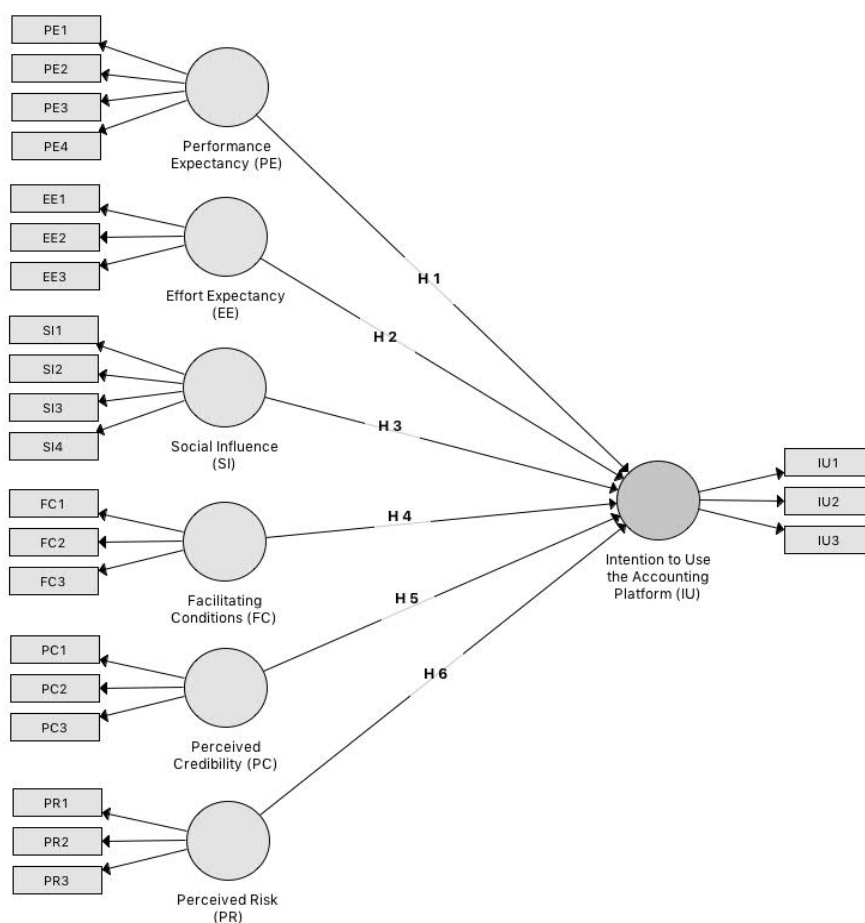 PE1
PE2
PE3
PE4
Performance
Expectancy (PE)
EE1
EE2
EE3
Effort Expectancy
(EE)
SI1
SI2
SI3
SI4
Social Influence
(SI)
FC1
FC2
FC3
Facilitating
Conditions (FC)
PC1
PC2
PC3
Perceived
Credibility (PC)
PR1
PR2
PR3
Perceived Risk
(PR)
H 1
H 2
H 3
H 4
H 5
H 6
Intention to Use
the Accounting
Platform (IU)
IU1
IU2
IU3